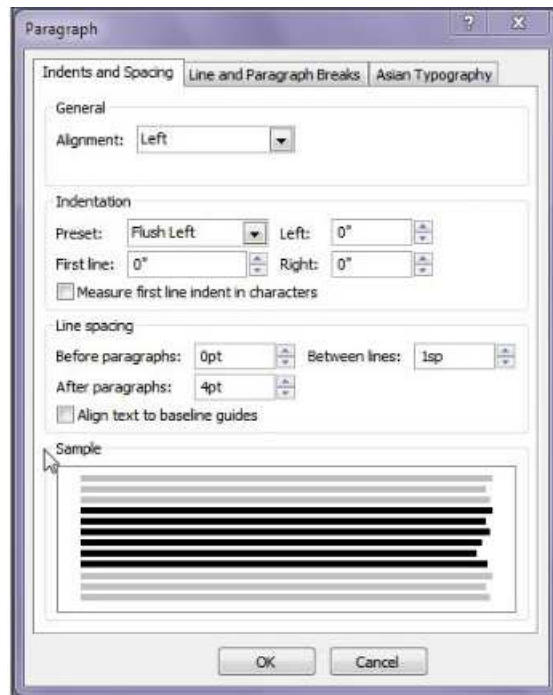 Paragraph ?
Indents and Spacing Line and Paragraph Breaks Asian Typography
General
Alignment: Left
Indentation
Preset: Flush Left Left: 0"
First line: 0" Right: 0"
Measure first line indent in characters
Line spacing
Before paragraphs: 0pt Between lines: 1sp
After paragraphs: 4pt
Align text to baseline guides
Sample
OK Cancel